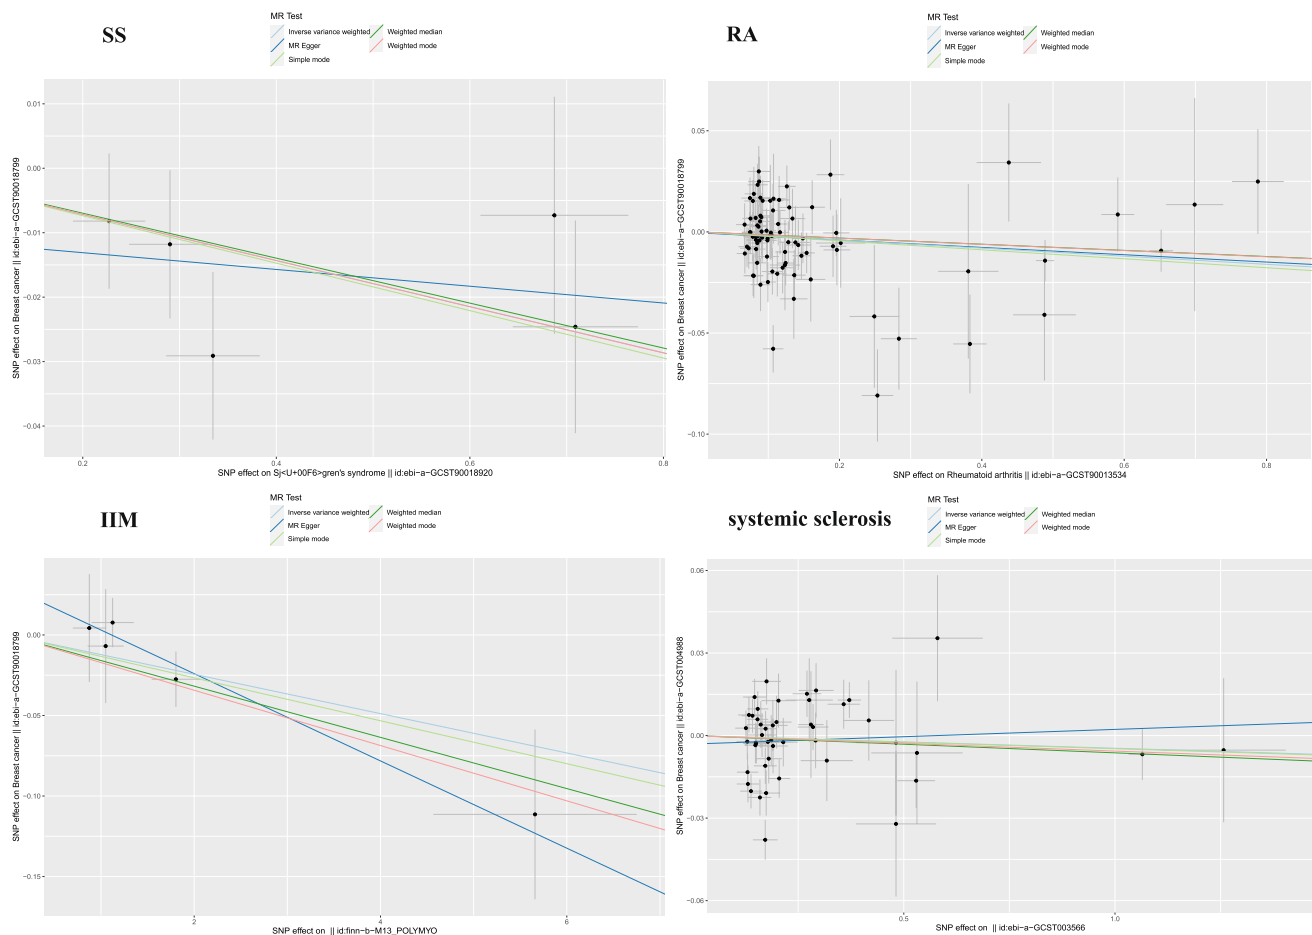 SS
MR Test
Inverse variance weighted
Weighted median
MR Egger
Weighted mode
Simple mode
0.01
0.00
−0.01
−0.02
−0.03
−0.04
SNP effect on Breast cancer || id:ebi−a−GCST90018799
0.2
0.4
0.6
0.8
SNP effect on Sj<U+00F6>gren's syndrome || id:ebi−a−GCST90018920
RA
MR Test
Inverse variance weighted
Weighted median
MR Egger
Weighted mode
Simple mode
0.05
0.00
−0.05
−0.10
SNP effect on Breast cancer || id:ebi−a−GCST90018799
0.2
0.4
0.6
0.8
SNP effect on Rheumatoid arthritis || id:ebi−a−GCST90013534
IIM
MR Test
Inverse variance weighted
Weighted median
MR Egger
Weighted mode
Simple mode
0.00
−0.05
−0.10
−0.15
SNP effect on Breast cancer || id:ebi−a−GCST90018799
2
4
6
SNP effect on || id:finn−b−M13_POLYMYO
systemic sclerosis
MR Test
Inverse variance weighted
Weighted median
MR Egger
Weighted mode
Simple mode
0.06
0.03
0.00
−0.03
−0.06
SNP effect on Breast cancer || id:ebi−a−GCST004988
0.5
1.0
SNP effect on || id:ebi−a−GCST003566